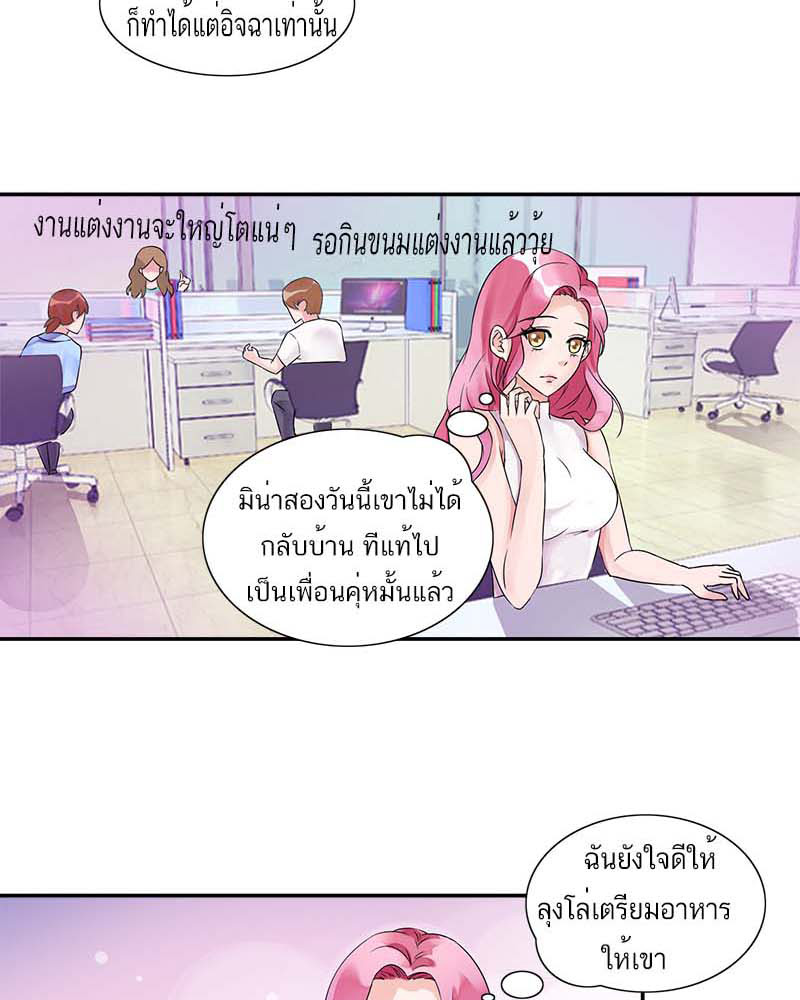 ก็ทำได้แต่อิจฉาเท่านั้น
งานแต่งงานจะใหญ่โตแน่ๆ
รอกินขนมแต่งงานแล้ววุ้ย
มิน่าสองวันนี้เขาไม่ได้
กลับบ้าน ทีแท้ไป
เป็นเพื่อนคุ่หมั้นแล้ว
ฉันยังใจดีให้
ลุงโล่เตรียมอาหาร
ให้เขา